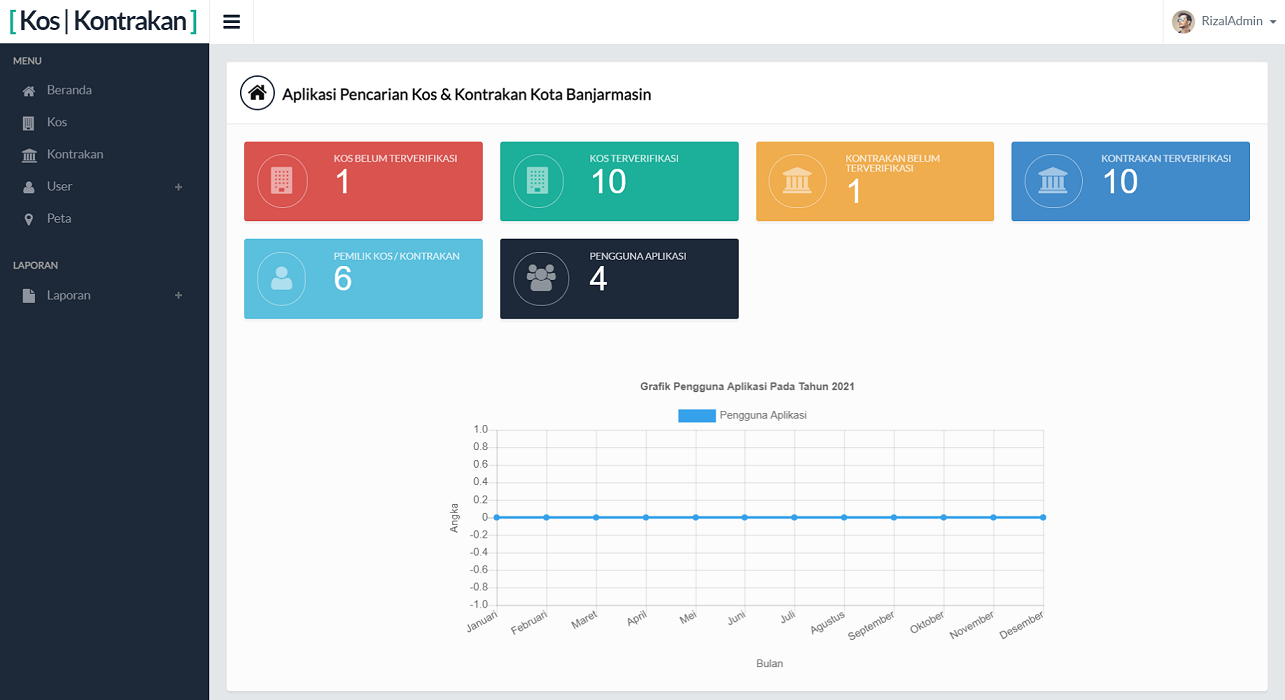 [ Kos | Kontrakan ]
RizalAdmin
MENU
Beranda
Kos
Kontrakan
User
Peta
LAPORAN
Laporan
Aplikasi Pencarian Kos & Kontrakan Kota Banjarmasin
KOS BELUM TERVERIFIKASI
1
KOS TERVERIFIKASI
10
KONTRAKAN BELUM
TERVERIFIKASI
1
KONTRAKAN TERVERIFIKASI
10
PEMILIK KOS / KONTRAKAN
6
PENGGUNA APLIKASI
4
Grafik Pengguna Aplikasi Pada Tahun 2021
Pengguna Aplikasi
1.0
0.8
0.6
0.4
0.2
0
-0.2
-0.4
-0.6
-0.8
-1.0
Angka
Januari
Februari
Maret
April
Mei
Juni
Juli
Agustus
September
Oktober
November
Desember
Bulan